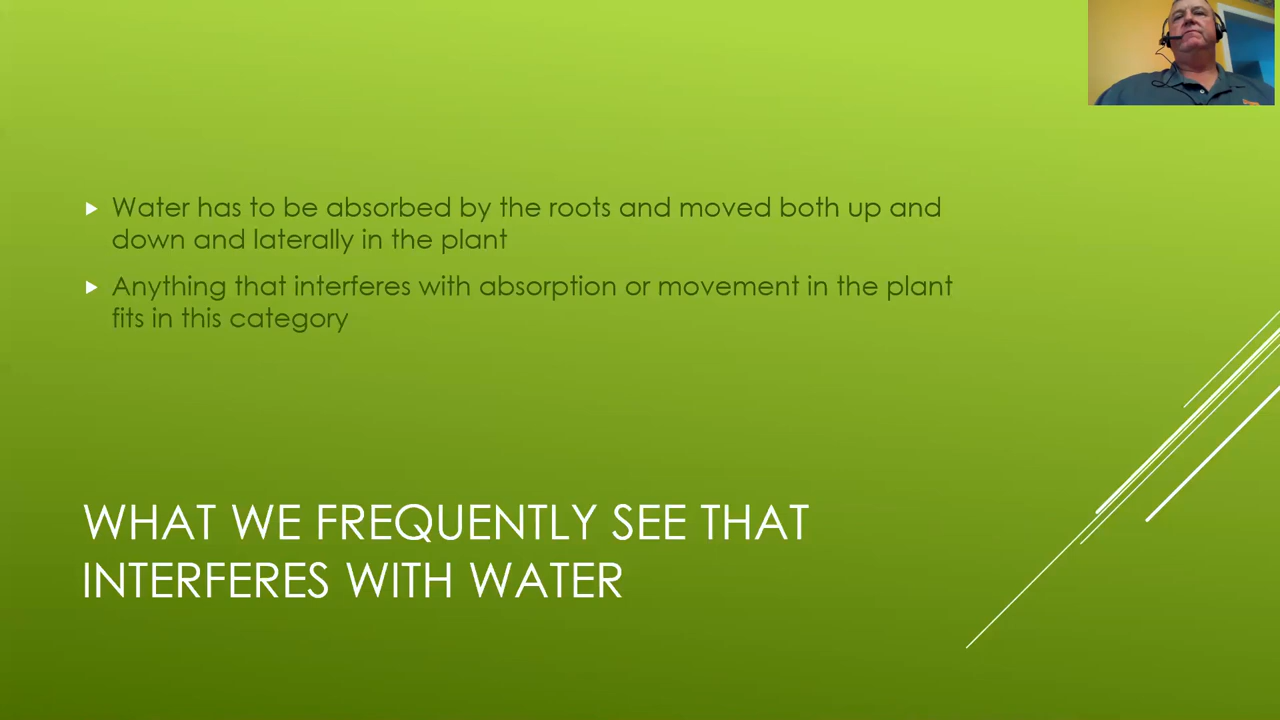 Water has to be absorbed by the roots and moved both up and
down and laterally in the plant
Anything that interferes with absorption or movement in the plant
fits in this category
WHAT WE FREQUENTLY SEE THAT
INTERFERES WITH WATER